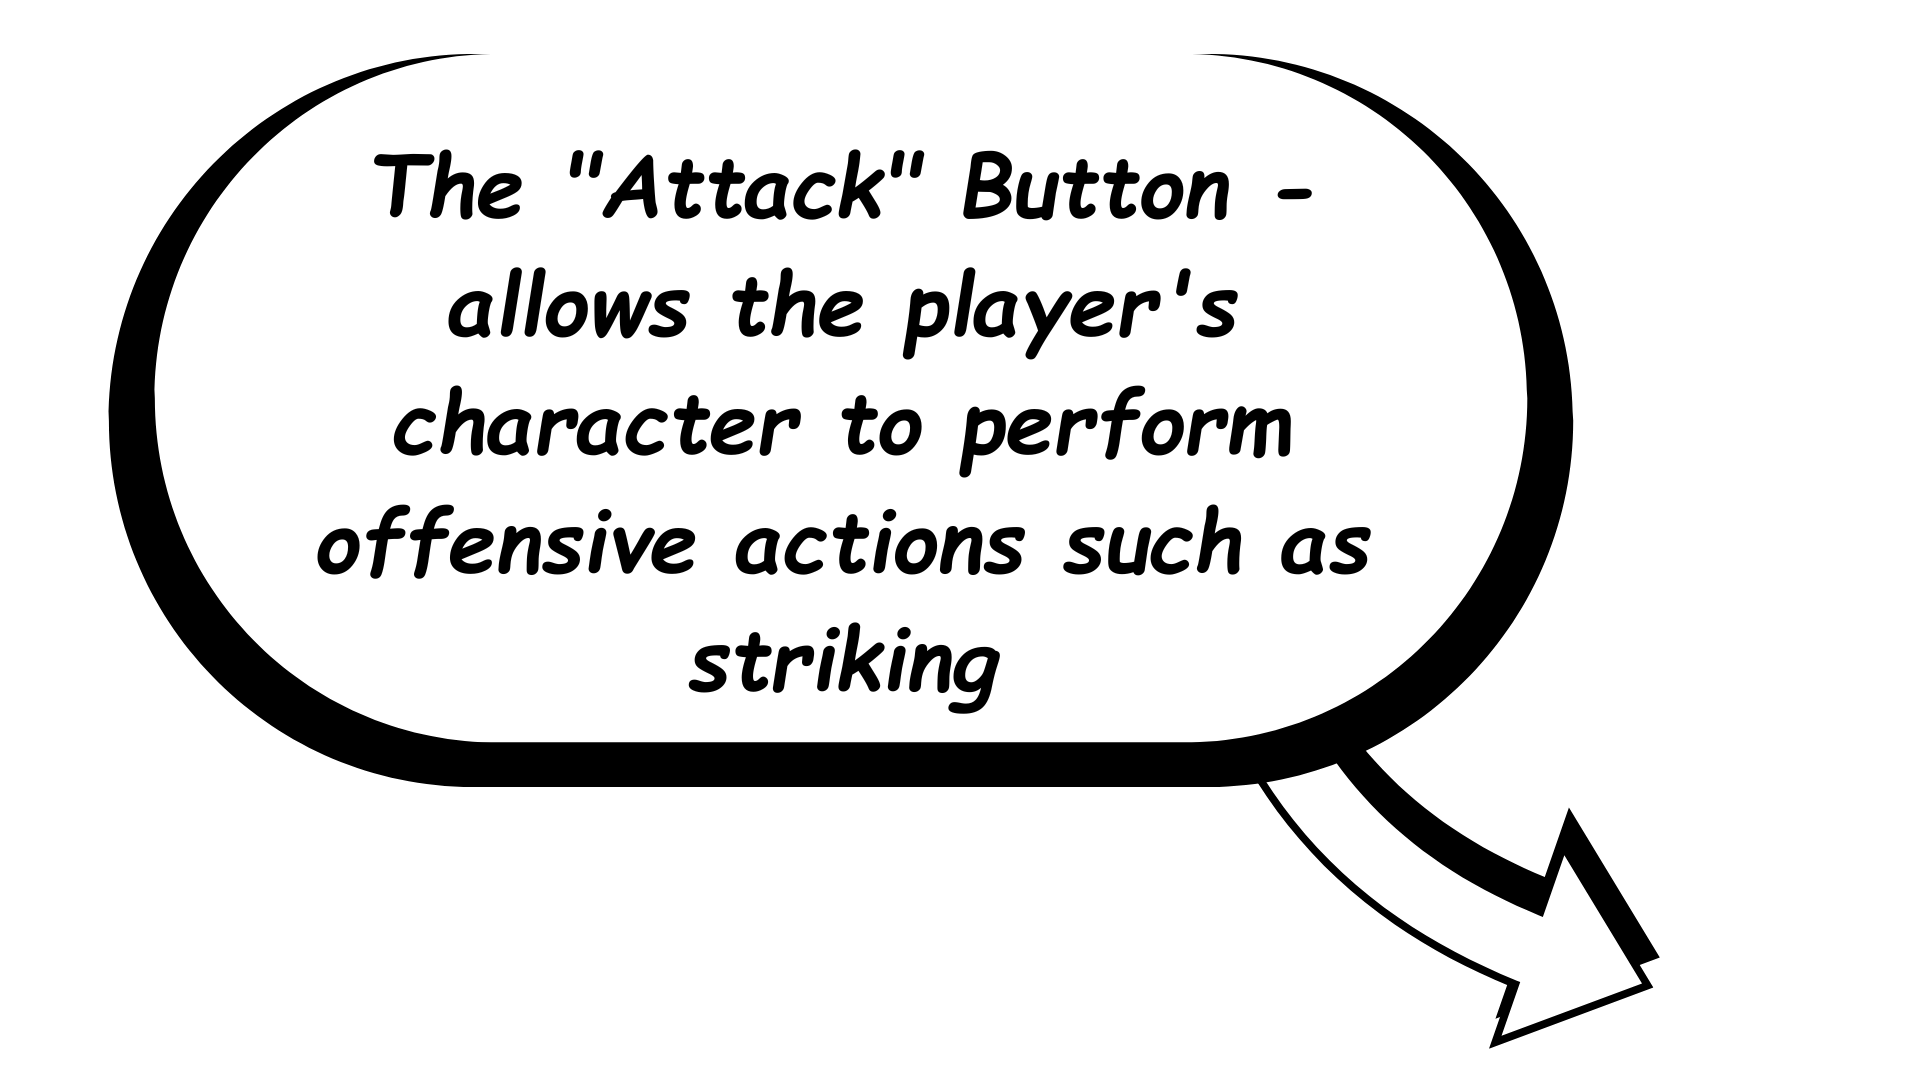 The "Attack" Button -
allows the player's
character to perform
offensive actions such as
striking